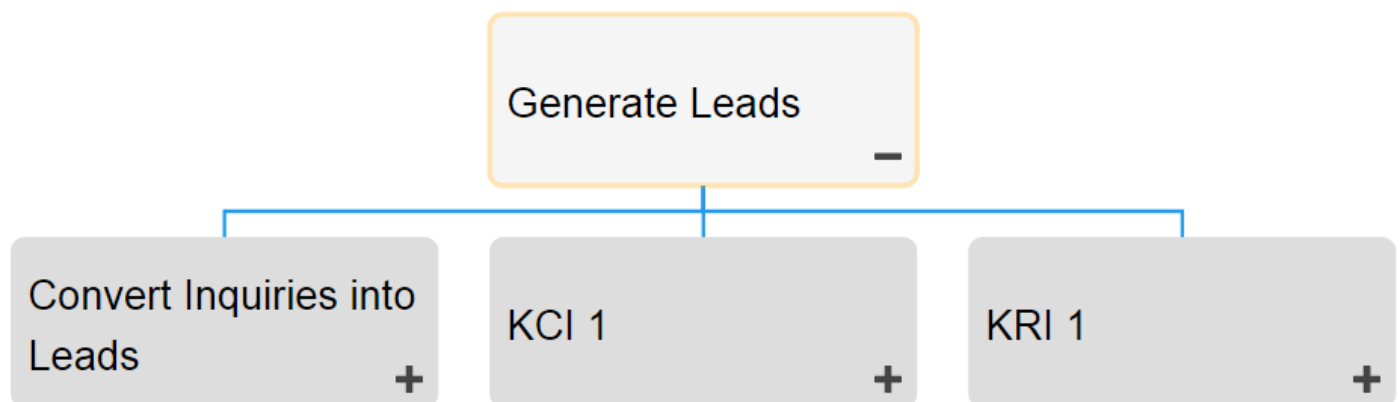 Generate Leads
Convert Inquiries into
Leads
KCI 1
KRI 1